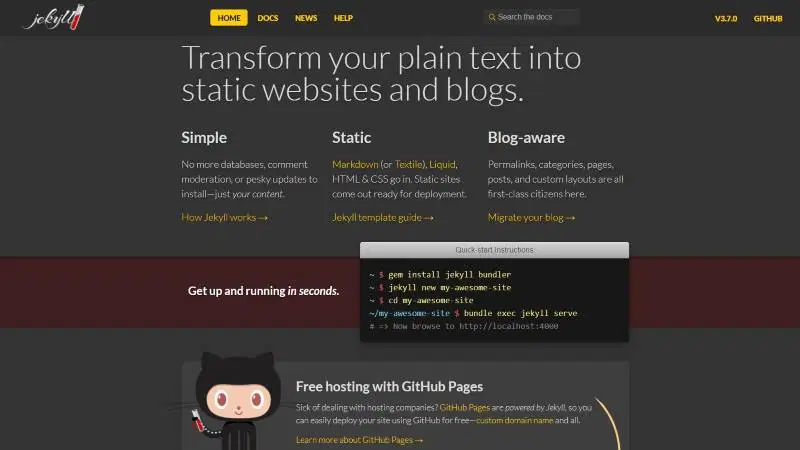 jekyll
HOME DOCS NEWS HELP
Search the docs
V3.7.0 GITHUB
Transform your plain text into
static websites and blogs.
Simple
No more databases, comment
moderation, or pesky updates to
install—just your content.
How Jekyll works →
Static
Markdown (or Textile), Liquid,
HTML & CSS go in. Static sites
come out ready for deployment.
Jekyll template guide →
Blog-aware
Permalinks, categories, pages,
posts, and custom layouts are all
first-class citizens here.
Migrate your blog →
Get up and running in seconds.
Quick-start Instructions
~ $ gem install jekyll bundler
~ $ jekyll new my-awesome-site
~ $ cd my-awesome-site
~/my-awesome-site $ bundle exec jekyll serve
# => Now browse to http://localhost:4000
Free hosting with GitHub Pages
Sick of dealing with hosting companies? GitHub Pages are powered by Jekyll, so you
can easily deploy your site using GitHub for free—custom domain name and all.
Learn more about GitHub Pages →